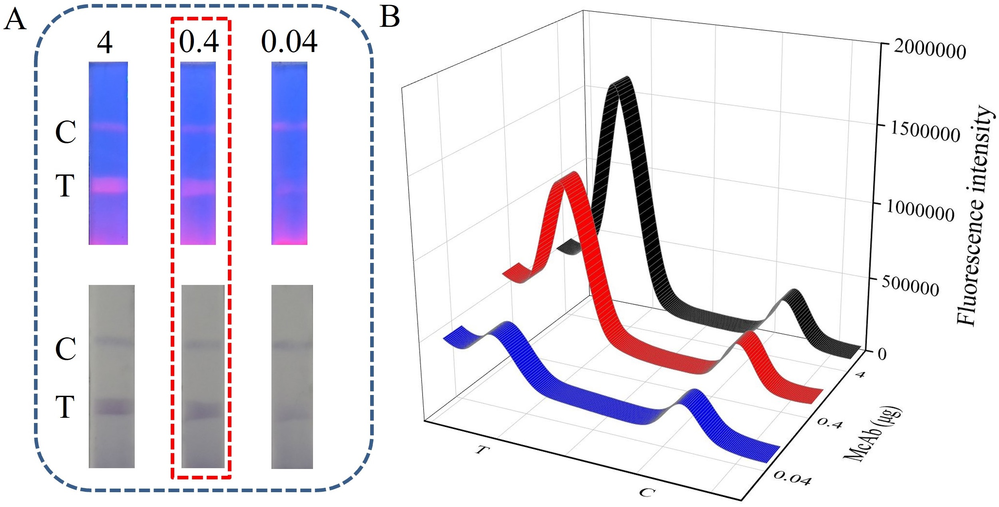 A
4 0.4 0.04
C
T
C
T
B
2000000
1500000
1000000
500000
0
Fluorescence intensity
4
0.4
0.04
McAb (μg)
T
C